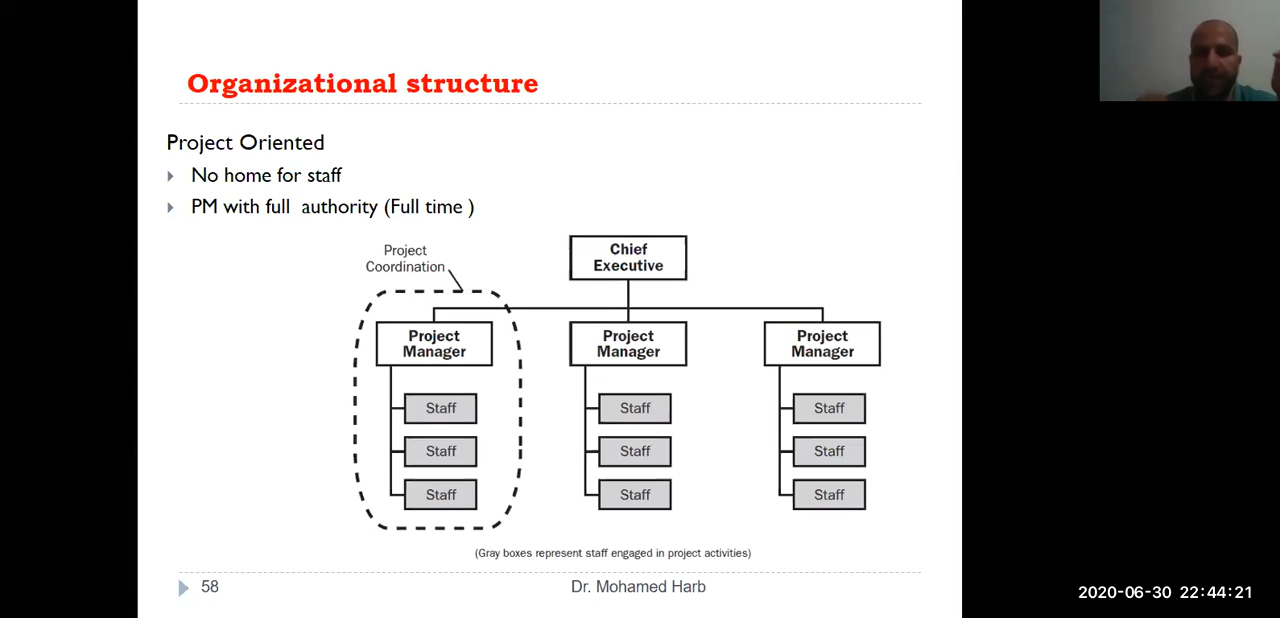 Organizational structure
Project Oriented
No home for staff
PM with full authority (Full time )
Project
Coordination
Chief
Executive
Project
Manager
Project
Manager
Project
Manager
Staff
Staff
Staff
Staff
Staff
Staff
Staff
Staff
Staff
(Gray boxes represent staff engaged in project activities)
58
Dr. Mohamed Harb
2020-06-30 22:44:21